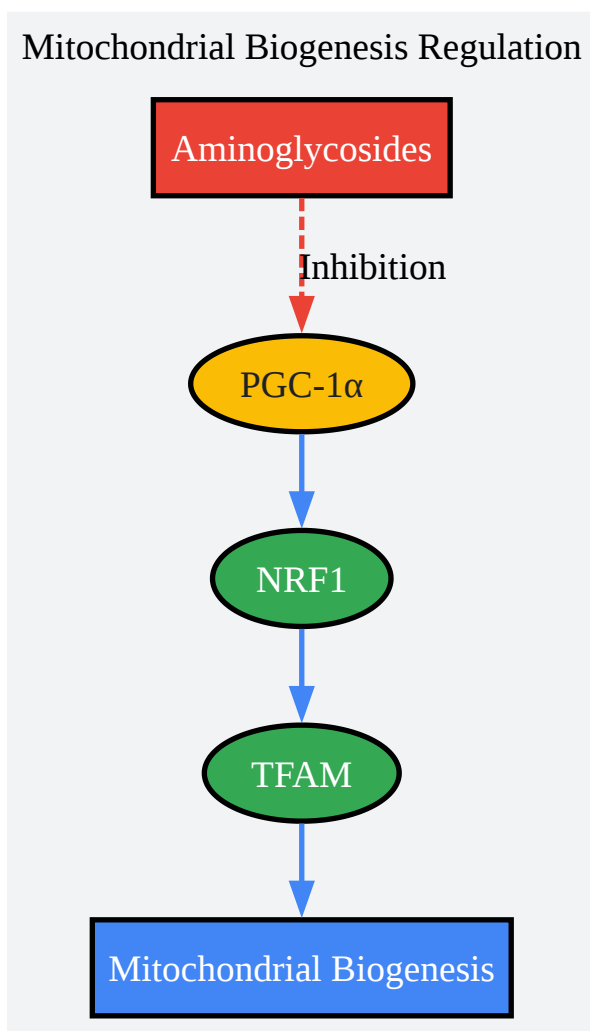 Mitochondrial Biogenesis Regulation
Aminoglycosides
Inhibition
PGC-1α
NRF1
TFAM
Mitochondrial Biogenesis